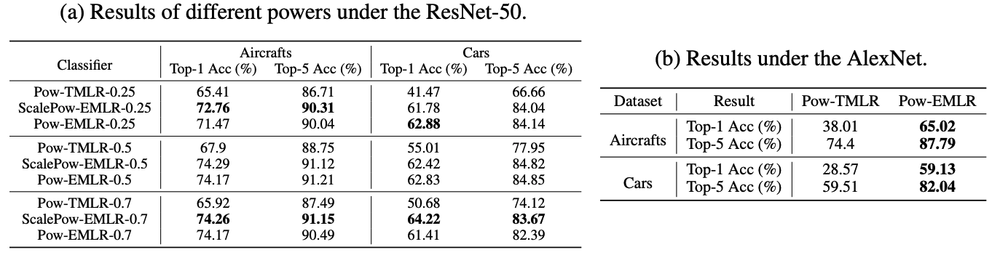 (a) Results of different powers under the ResNet-50.
Classifier Aircrafts Cars
Top-1 Acc (%) Top-5 Acc (%) Top-1 Acc (%) Top-5 Acc (%)
Pow-TMLR-0.25 65.41 86.71 41.47 66.66
ScalePow-EMLR-0.25 72.76 90.31 61.78 84.04
Pow-EMLR-0.25 71.47 90.04 62.88 84.14
Pow-TMLR-0.5 67.9 88.75 55.01 77.95
ScalePow-EMLR-0.5 74.29 91.12 62.42 84.82
Pow-EMLR-0.5 74.17 91.21 62.83 84.85
Pow-TMLR-0.7 65.92 87.49 50.68 74.12
ScalePow-EMLR-0.7 74.26 91.15 64.22 83.67
Pow-EMLR-0.7 74.17 90.49 61.41 82.39
(b) Results under the AlexNet.
Dataset Result Pow-TMLR Pow-EMLR
Aircrafts Top-1 Acc (%) 38.01 65.02
Top-5 Acc (%) 74.4 87.79
Cars Top-1 Acc (%) 28.57 59.13
Top-5 Acc (%) 59.51 82.04